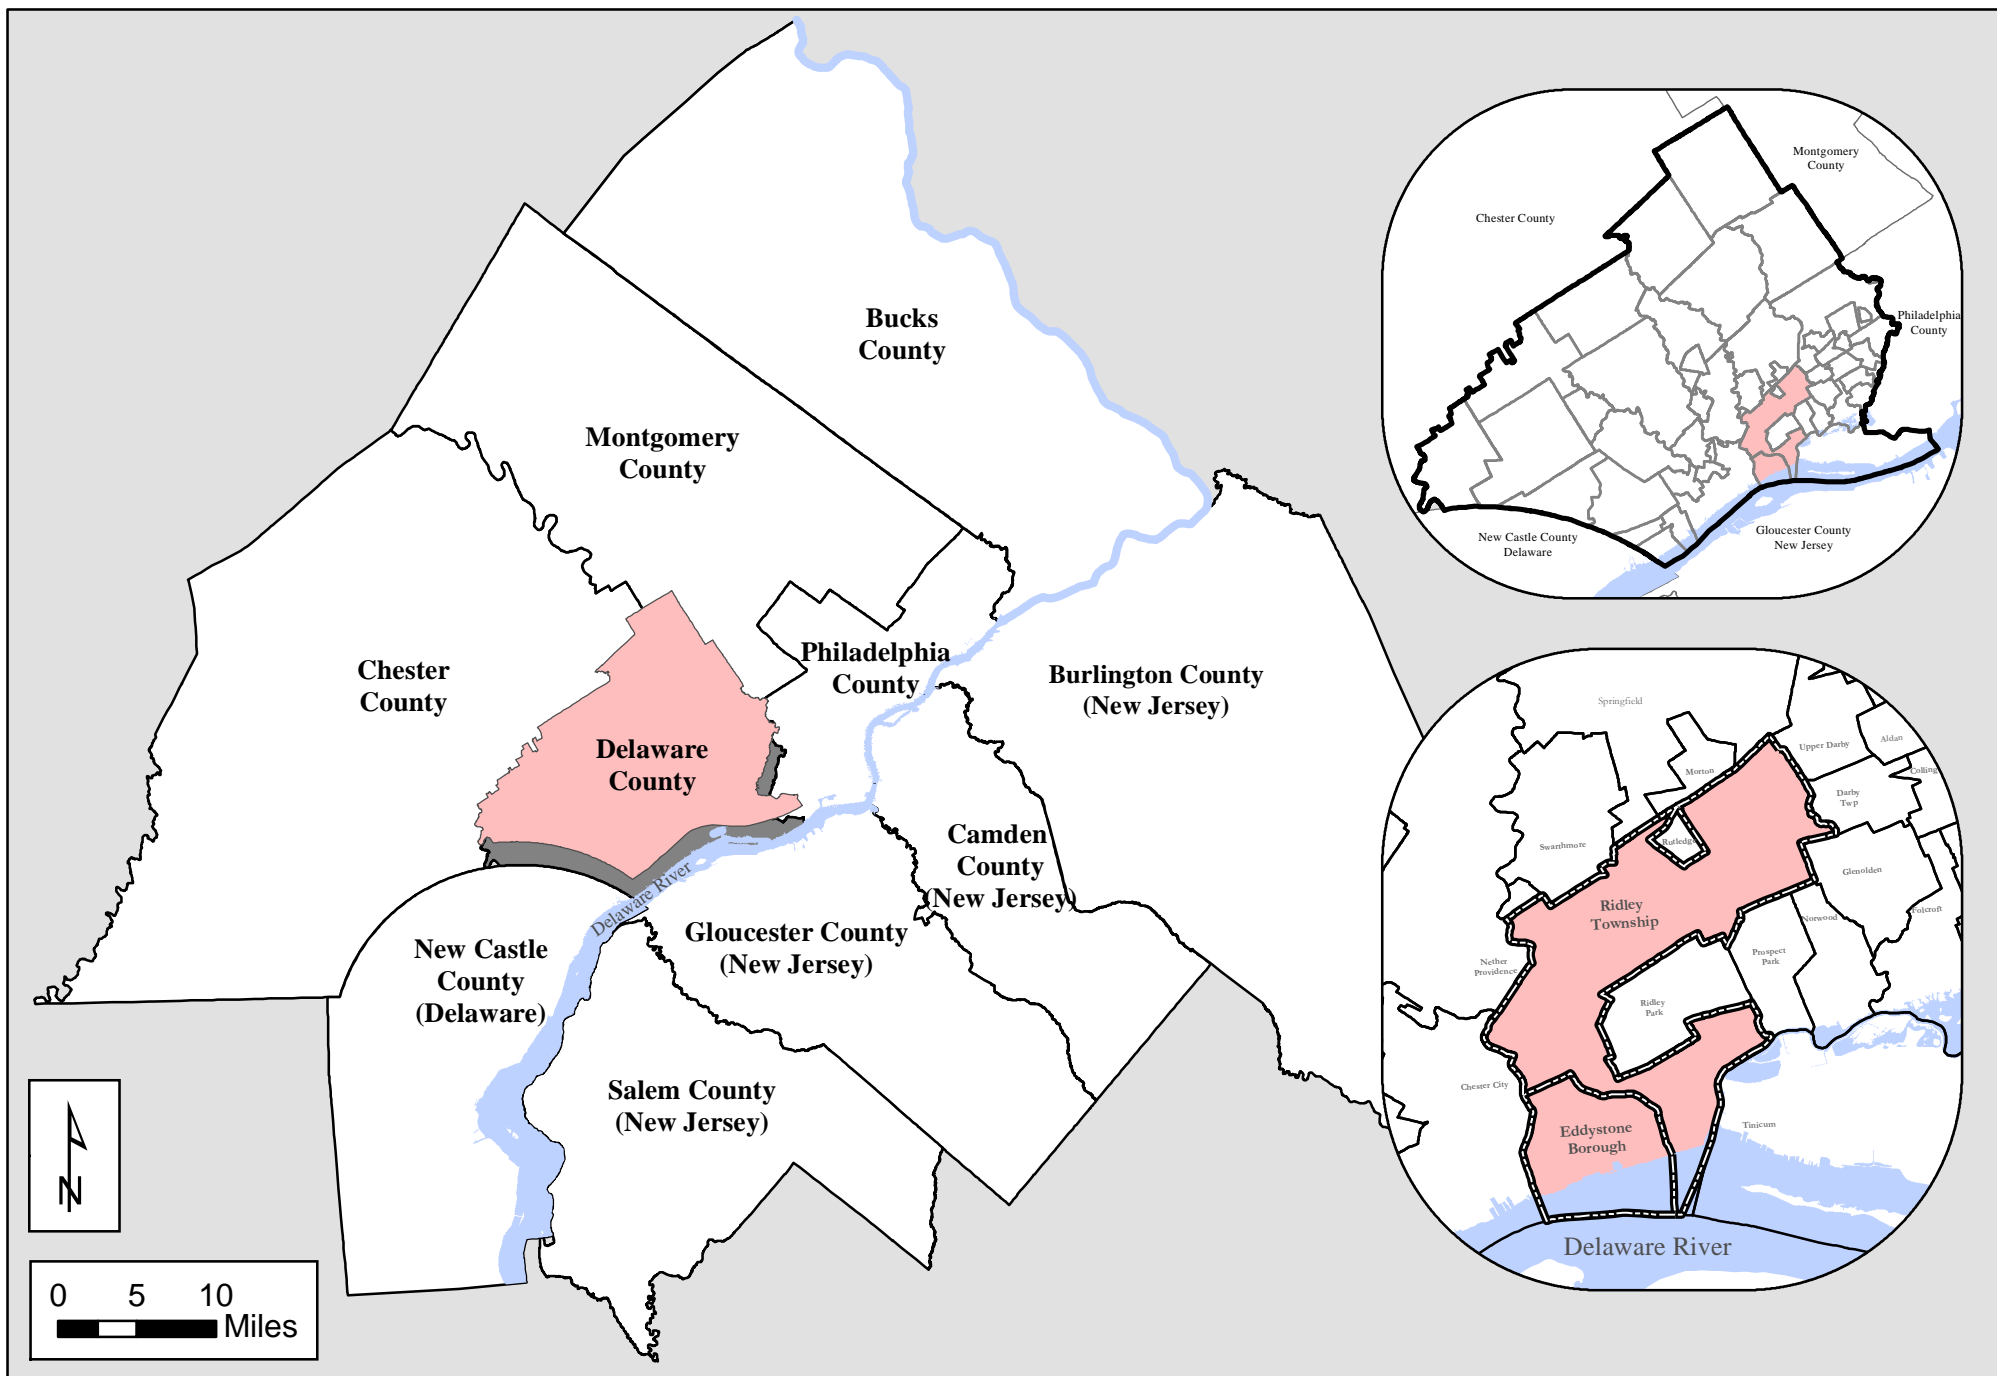 Bucks
County
Montgomery
County
Chester
County
Philadelphia
County
Burlington County
(New Jersey)
Delaware
County
Camden
County
(New Jersey)
Delaware River
Gloucester County
(New Jersey)
New Castle
County
(Delaware)
Salem County
(New Jersey)
N
0 5 10
Miles
Montgomery
County
Chester County
Philadelphia
County
New Castle County
Delaware
Gloucester County
New Jersey
Springfield
Upper Darby
Aldan
Colling
Morton
Darby
Twp
Swarthmore
Rutledge
Glenolden
Ridley
Township
Norwood
Folcroft
Nether
Providence
Prospect
Park
Ridley
Park
Chester City
Eddystone
Borough
Tinicum
Delaware River